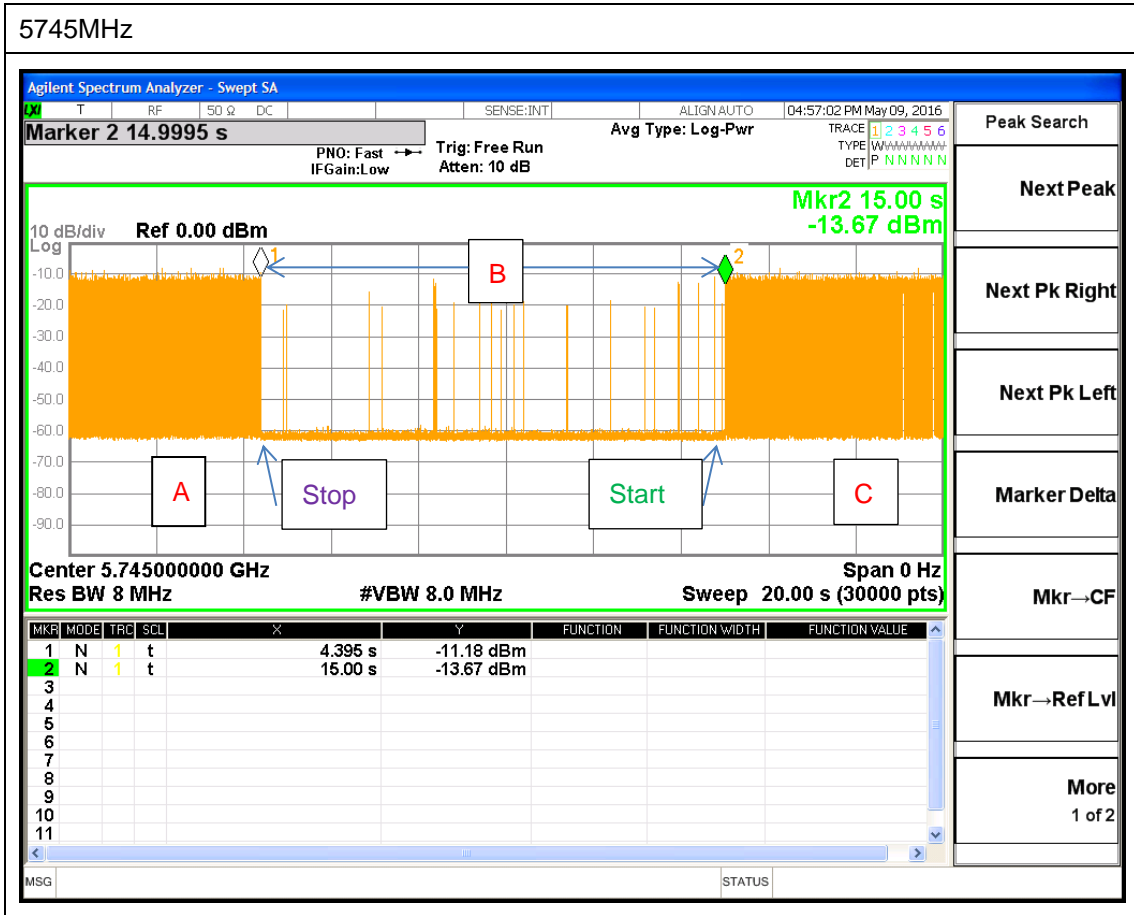 5745MHz
Agilent Spectrum Analyzer - Swept SA
LXI T RF 50 Ω DC SENSE:INT ALIGN AUTO 04:57:02 PM May 09, 2016
Marker 2 14.9995 s
PNO: Fast
IFGain:Low
Trig: Free Run
Atten: 10 dB
Avg Type: Log-Pwr
TRACE 1 2 3 4 5 6
TYPE WWWWWW
DET P N N N N N
Mkr2 15.00 s
-13.67 dBm
10 dB/div
Log
Ref 0.00 dBm
1
2
B
-10.0
-20.0
-30.0
-40.0
-50.0
-60.0
-70.0
-80.0
-90.0
A
Stop
Start
C
Center 5.745000000 GHz
Span 0 Hz
Res BW 8 MHz
#VBW 8.0 MHz
Sweep 20.00 s (30000 pts)
MKR MODE TRC SCL X Y FUNCTION FUNCTION WIDTH FUNCTION VALUE
1 N 1 t 4.395 s -11.18 dBm
2 N 1 t 15.00 s -13.67 dBm
3
4
5
6
7
8
9
10
11
MSG
STATUS
Peak Search
Next Peak
Next Pk Right
Next Pk Left
Marker Delta
Mkr→CF
Mkr→Ref Lvl
More
1 of 2